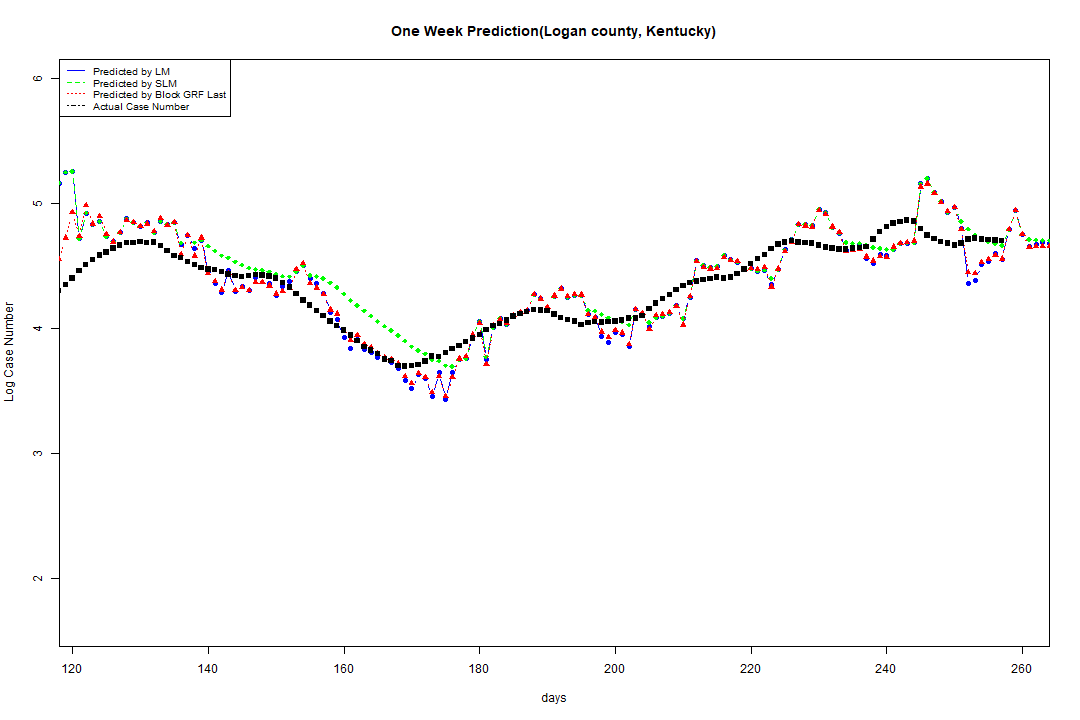 One Week Prediction(Logan county, Kentucky)
Predicted by LM
Predicted by SLM
Predicted by Block GRF Last
Actual Case Number
6
5
4
3
2
Log Case Number
120 140 160 180 200 220 240 260
days